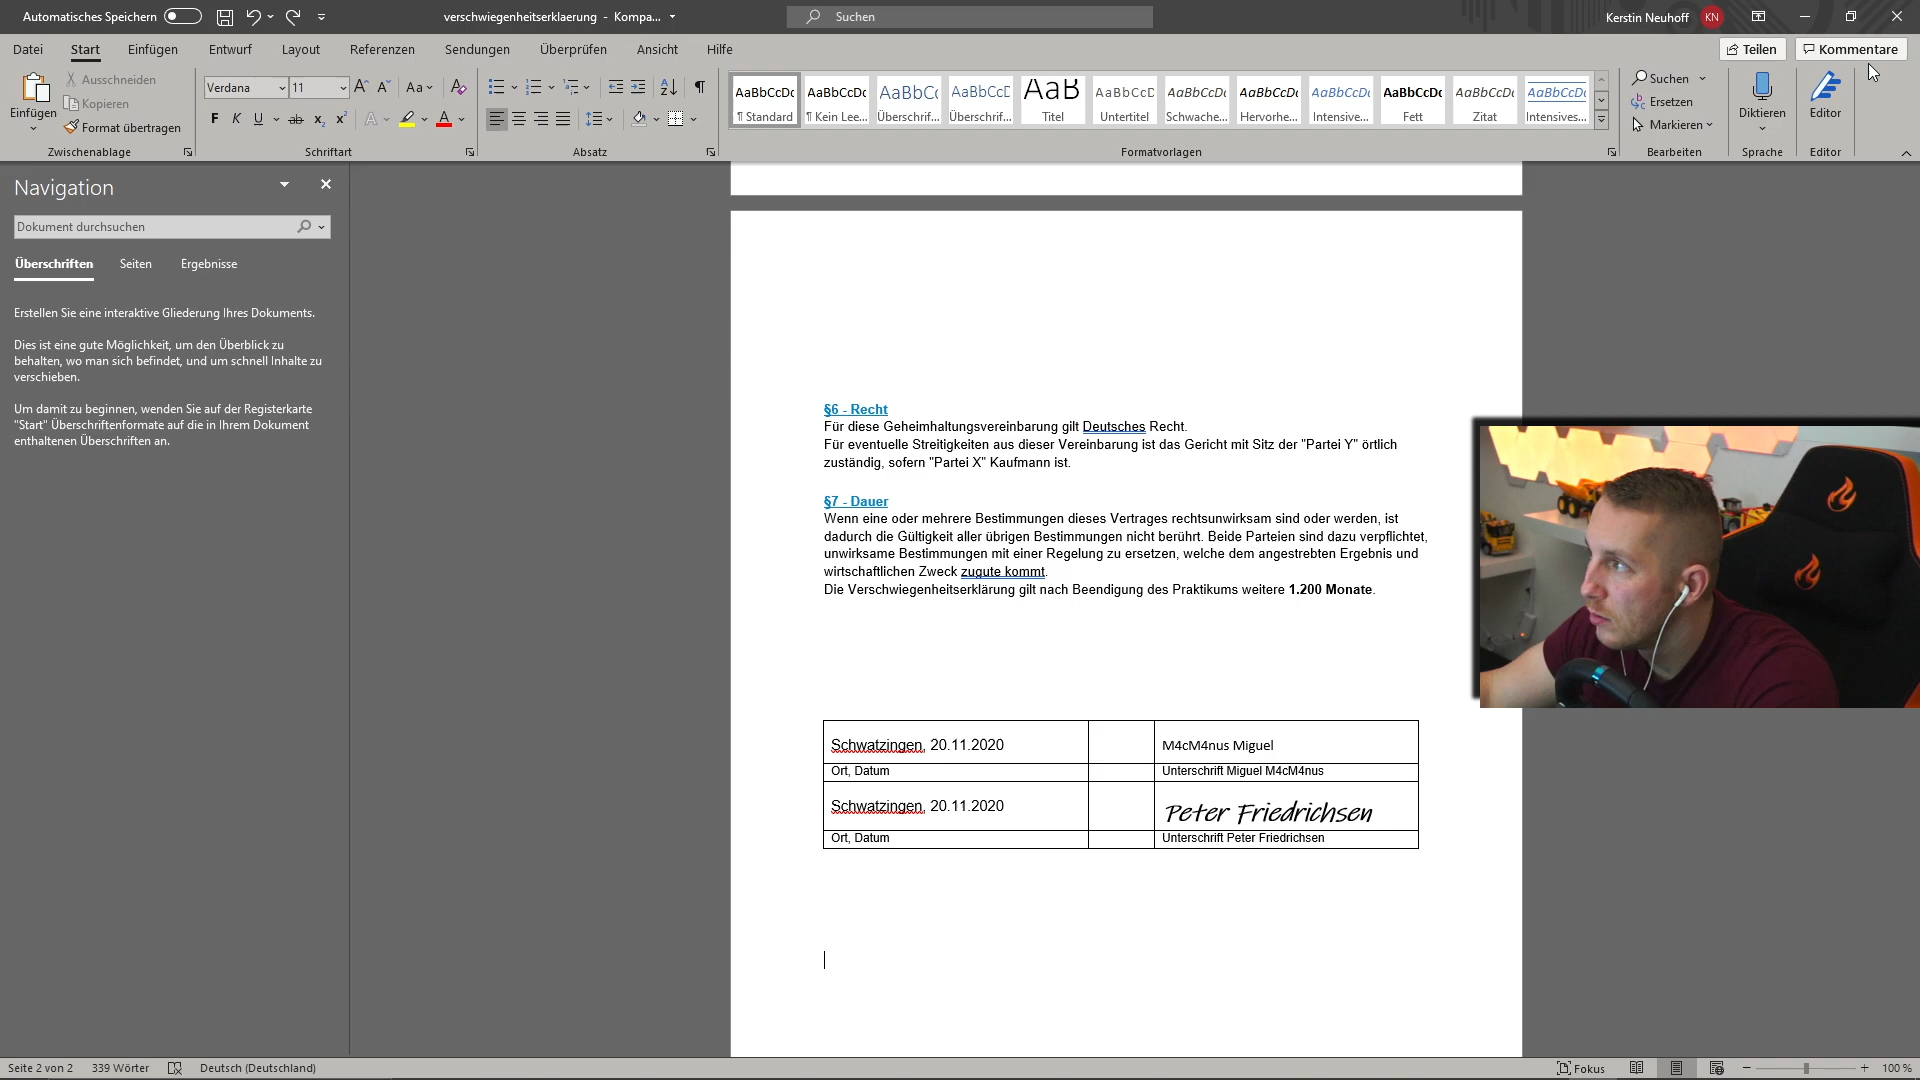 Automatisches Speichern
verschwiegenheitserklaerung - Kompa...
Suchen
Kerstin Neuhoff KN
Datei Start Einfügen Entwurf Layout Referenzen Sendungen Überprüfen Ansicht Hilfe
Teilen Kommentare
Einfügen
Ausschneiden
Kopieren
Format übertragen
Zwischenablage
Verdana 11
F K U ab x x
Schriftart
Absatz
AaBbCcDc AaBbCcDc AaBbC( AaBbCcD AaB AaBbCcD AaBbCcDc AaBbCcDc AaBbCcDc AaBbCcDc AaBbCcDc AaBbCcDc
¶ Standard ¶ Kein Lee... Überschrif... Überschrif... Titel Untertitel Schwache... Hervorhe... Intensive... Fett Zitat Intensives...
Formatvorlagen
Suchen
Ersetzen
Markieren
Bearbeiten
Diktieren
Sprache
Editor
Editor
Navigation
Dokument durchsuchen
Überschriften Seiten Ergebnisse
Erstellen Sie eine interaktive Gliederung Ihres Dokuments.
Dies ist eine gute Möglichkeit, um den Überblick zu
behalten, wo man sich befindet, und um schnell Inhalte zu
verschieben.
Um damit zu beginnen, wenden Sie auf der Registerkarte
"Start" Überschriftenformate auf die in Ihrem Dokument
enthaltenen Überschriften an.
§6 - Recht
Für diese Geheimhaltungsvereinbarung gilt Deutsches Recht.
Für eventuelle Streitigkeiten aus dieser Vereinbarung ist das Gericht mit Sitz der "Partei Y" örtlich
zuständig, sofern "Partei X" Kaufmann ist.
§7 - Dauer
Wenn eine oder mehrere Bestimmungen dieses Vertrages rechtsunwirksam sind oder werden, ist
dadurch die Gültigkeit aller übrigen Bestimmungen nicht berührt. Beide Parteien sind dazu verpflichtet,
unwirksame Bestimmungen mit einer Regelung zu ersetzen, welche dem angestrebten Ergebnis und
wirtschaftlichen Zweck zugute kommt.
Die Verschwiegenheitserklärung gilt nach Beendigung des Praktikums weitere 1.200 Monate.
Schwatzingen, 20.11.2020 M4cM4nus Miguel
Ort, Datum Unterschrift Miguel M4cM4nus
Schwatzingen, 20.11.2020 Peter Friedrichsen
Ort, Datum Unterschrift Peter Friedrichsen
Seite 2 von 2 339 Wörter Deutsch (Deutschland) Fokus 100 %